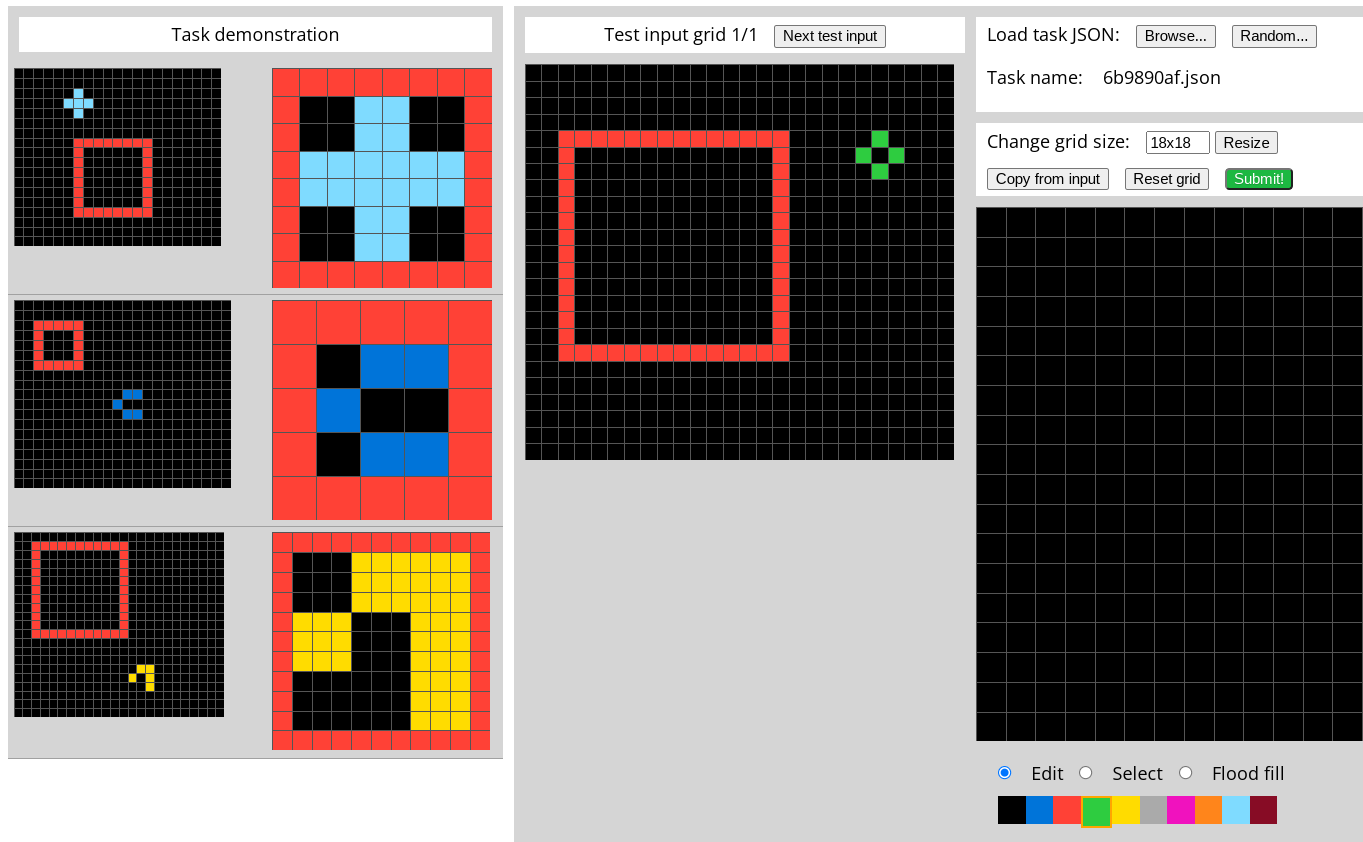 Task demonstration
Test input grid 1/1 Next test input
Load task JSON: Browse... Random...
Task name: 6b9890af.json
Change grid size: 18x18 Resize
Copy from input Reset grid Submit!
Edit Select Flood fill